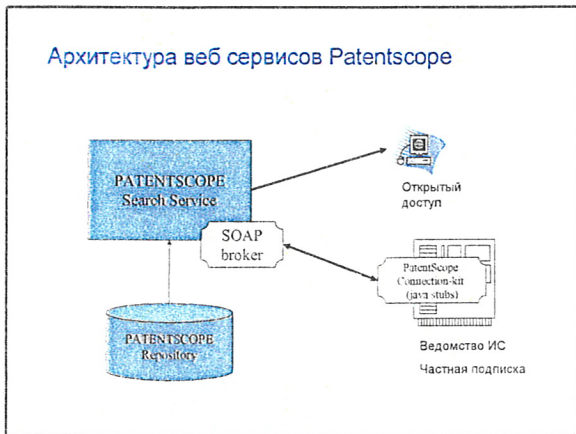 Архитектура веб сервисов Patentscope
PATENTSCOPE
Search Service
SOAP
broker
Открытый
доступ
PatentScope
Connection-kit
(java stubs)
PATENTSCOPE
Repository
Ведомство ИС
Частная подписка